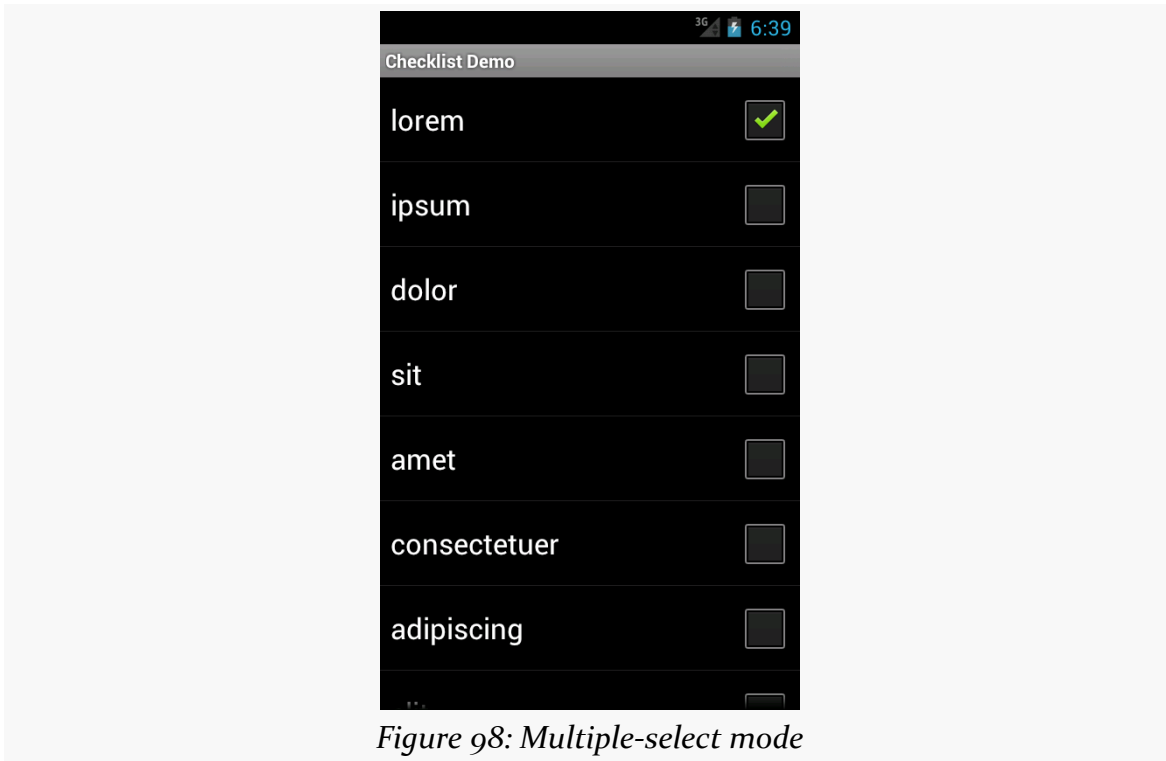 3G 6:39
Checklist Demo
lorem
ipsum
dolor
sit
amet
consectetuer
adipiscing
Figure 98: Multiple-select mode